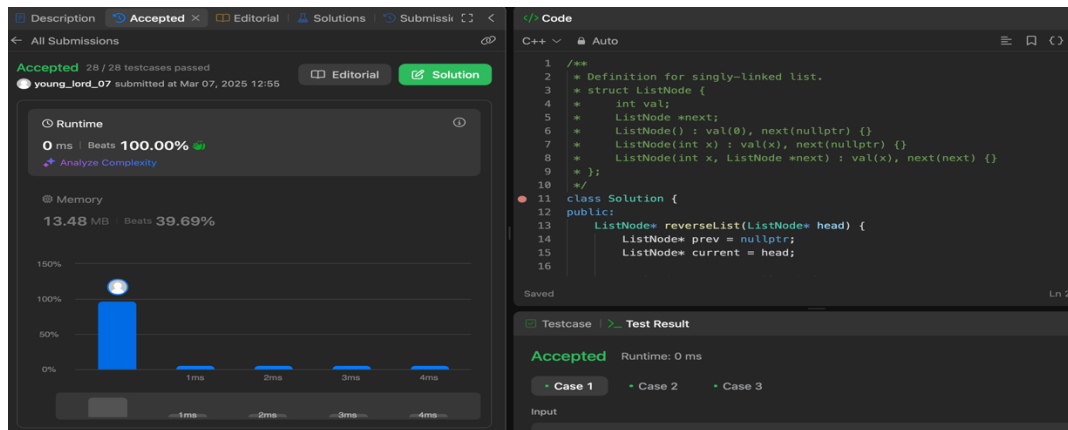 Description Accepted × Editorial Solutions Submissi
← All Submissions
Accepted 28 / 28 testcases passed
young_lord_07 submitted at Mar 07, 2025 12:55
Editorial Solution
Runtime
0 ms Beats 100.00%
Analyze Complexity
Memory
13.48 MB Beats 39.69%
150%
100%
50%
0%
1ms 2ms 3ms 4ms
1ms 2ms 3ms 4ms
</> Code
C++ Auto
1 /**
2 * Definition for singly-linked list.
3 * struct ListNode {
4 * int val;
5 * ListNode *next;
6 * ListNode() : val(0), next(nullptr) {}
7 * ListNode(int x) : val(x), next(nullptr) {}
8 * ListNode(int x, ListNode *next) : val(x), next(next) {}
9 * };
10 */
11 class Solution {
12 public:
13 ListNode* reverseList(ListNode* head) {
14 ListNode* prev = nullptr;
15 ListNode* current = head;
16
Saved Ln
Testcase >_ Test Result
Accepted Runtime: 0 ms
• Case 1 • Case 2 • Case 3
Input